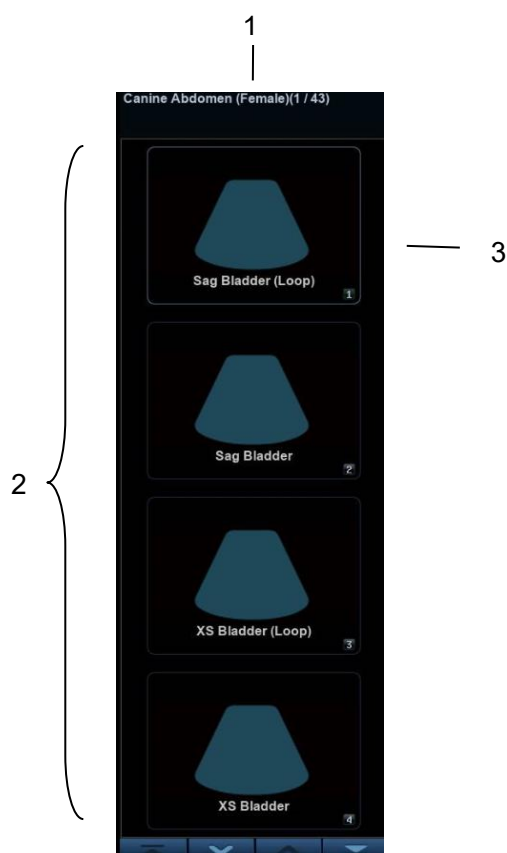 1
Canine Abdomen (Female)(1 / 43)
Sag Bladder (Loop)
1
3
Sag Bladder
2
2
XS Bladder (Loop)
3
XS Bladder
4